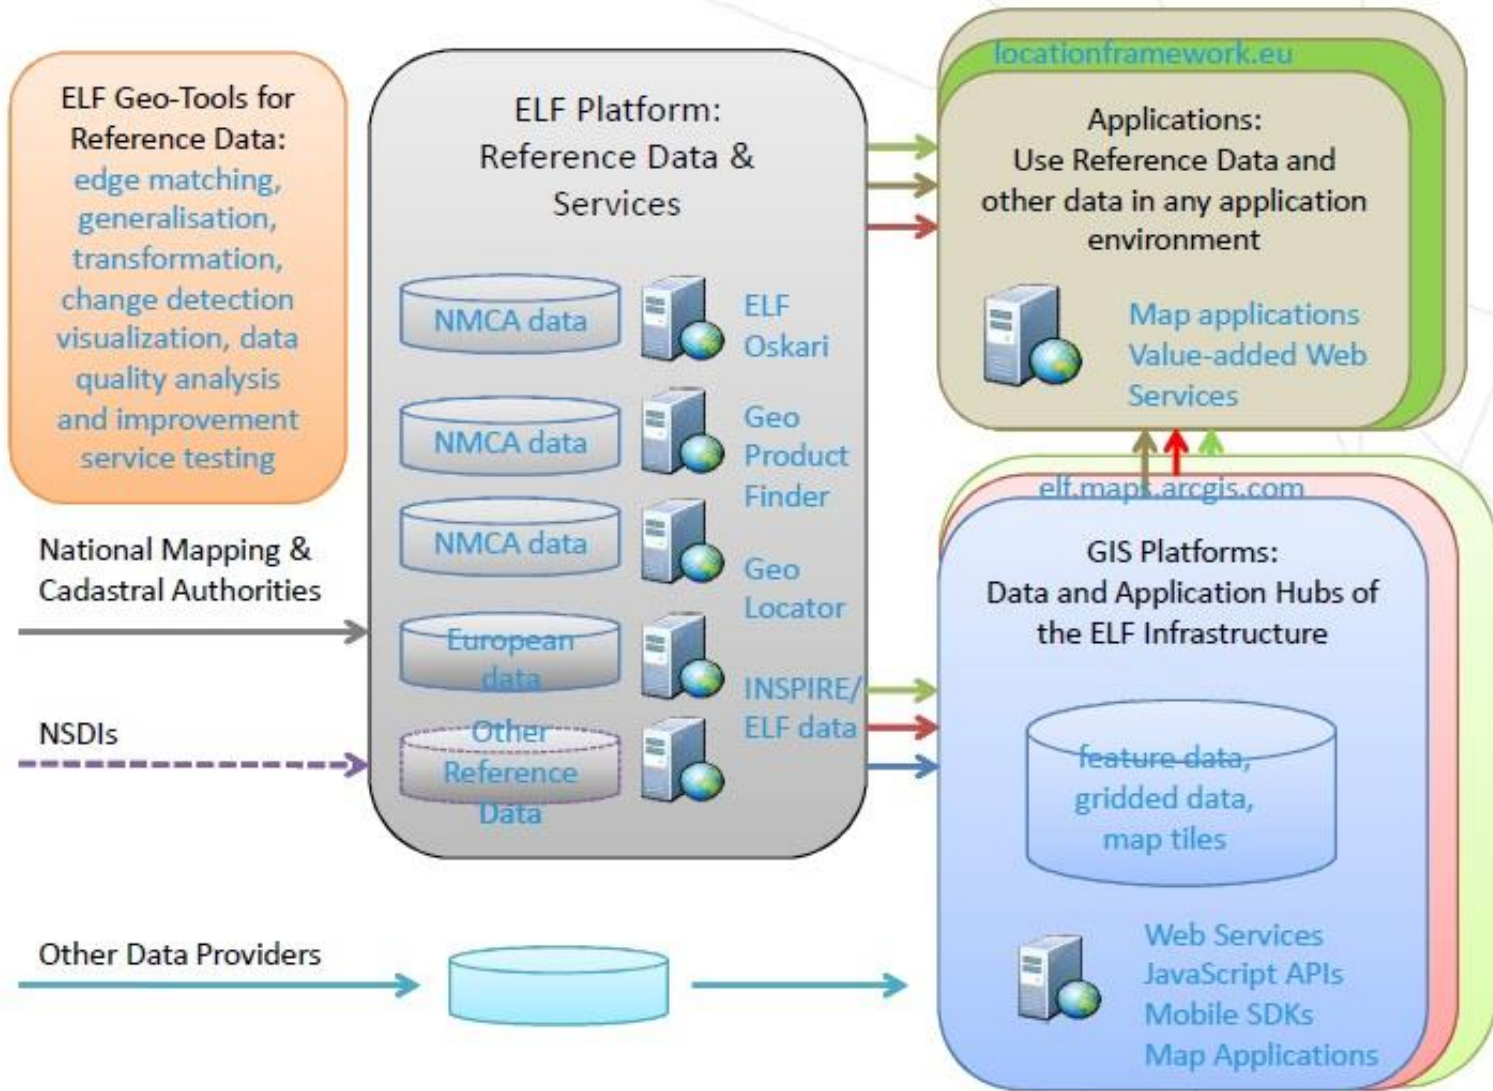 ELF Geo-Tools for
Reference Data:
edge matching,
generalisation,
transformation,
change detection
visualization, data
quality analysis
and improvement
service testing
National Mapping &
Cadastral Authorities
NSDIs
Other Data Providers
ELF Platform:
Reference Data &
Services
NMCA data
NMCA data
NMCA data
European
data
Other
Reference
Data
ELF
Oskari
Geo
Product
Finder
Geo
Locator
INSPIRE/
ELF data
locationframework.eu
Applications:
Use Reference Data and
other data in any application
environment
Map applications
Value-added Web
Services
elf.maps.arcgis.com
GIS Platforms:
Data and Application Hubs of
the ELF Infrastructure
feature data,
gridded data,
map tiles
Web Services
JavaScript APIs
Mobile SDKs
Map Applications